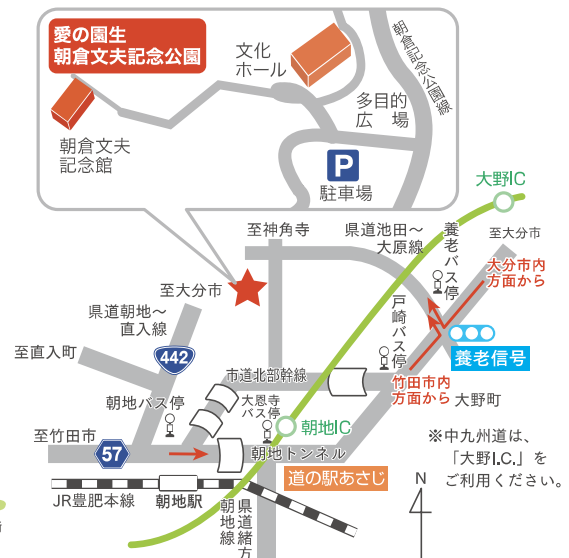 愛の園生
朝倉文夫記念公園
文化
ホール
朝倉記念公園線
多目的
広場
朝倉文夫
記念館
P
駐車場
大野IC
至神角寺
県道池田〜
大原線
養老バス停
至大分市
大分市内
方面から
至大分市
県道朝地〜
直入線
戸崎バス停
442
至直入町
養老信号
市道北部幹線
竹田市内
方面から
大野町
朝地バス停
大恩寺
バス停
朝地IC
至竹田市
57
朝地トンネル
※中九州道は、
「大野I.C.」を
ご利用ください。
道の駅あさじ
JR豊肥本線
朝地駅
県道緒方
朝地線
N